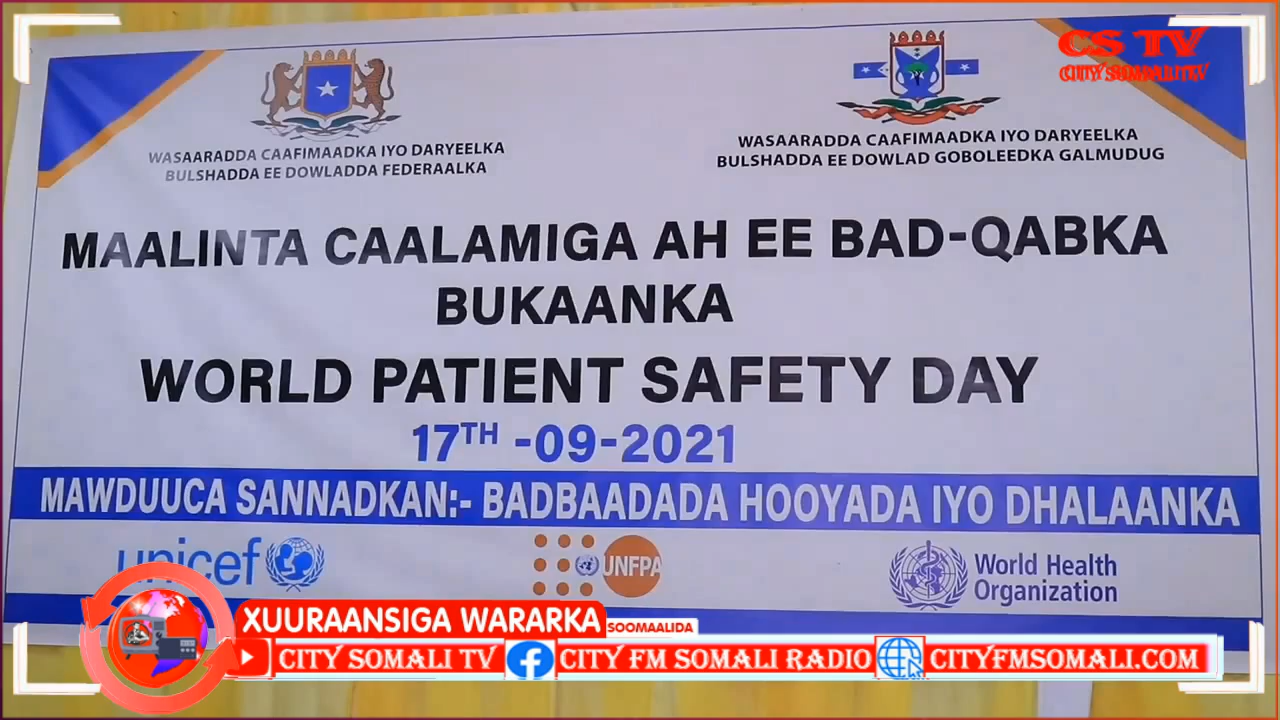 CS TV
CITY SOMALI TV
WASAARADDA CAAFIMAADKA IYO DARYEELKA
BULSHADDA EE DOWLADDA FEDERAALKA
WASAARADDA CAAFIMAADKA IYO DARYEELKA
BULSHADDA EE DOWLAD GOBOLEEDKA GALMUDUG
MAALINTA CAALAMIGA AH EE BAD-QABKA
BUKAANKA
WORLD PATIENT SAFETY DAY
17TH -09-2021
MAWDUUCA SANNADKAN:- BADBAADADA HOOYADA IYO DHALAANKA
unicef
UNFPA
World Health
Organization
XUURAANSIGA WARARKA
SOOMAALIDA
CITY SOMALI TV
CITY FM SOMALI RADIO
CITYFMSOMALI.COM